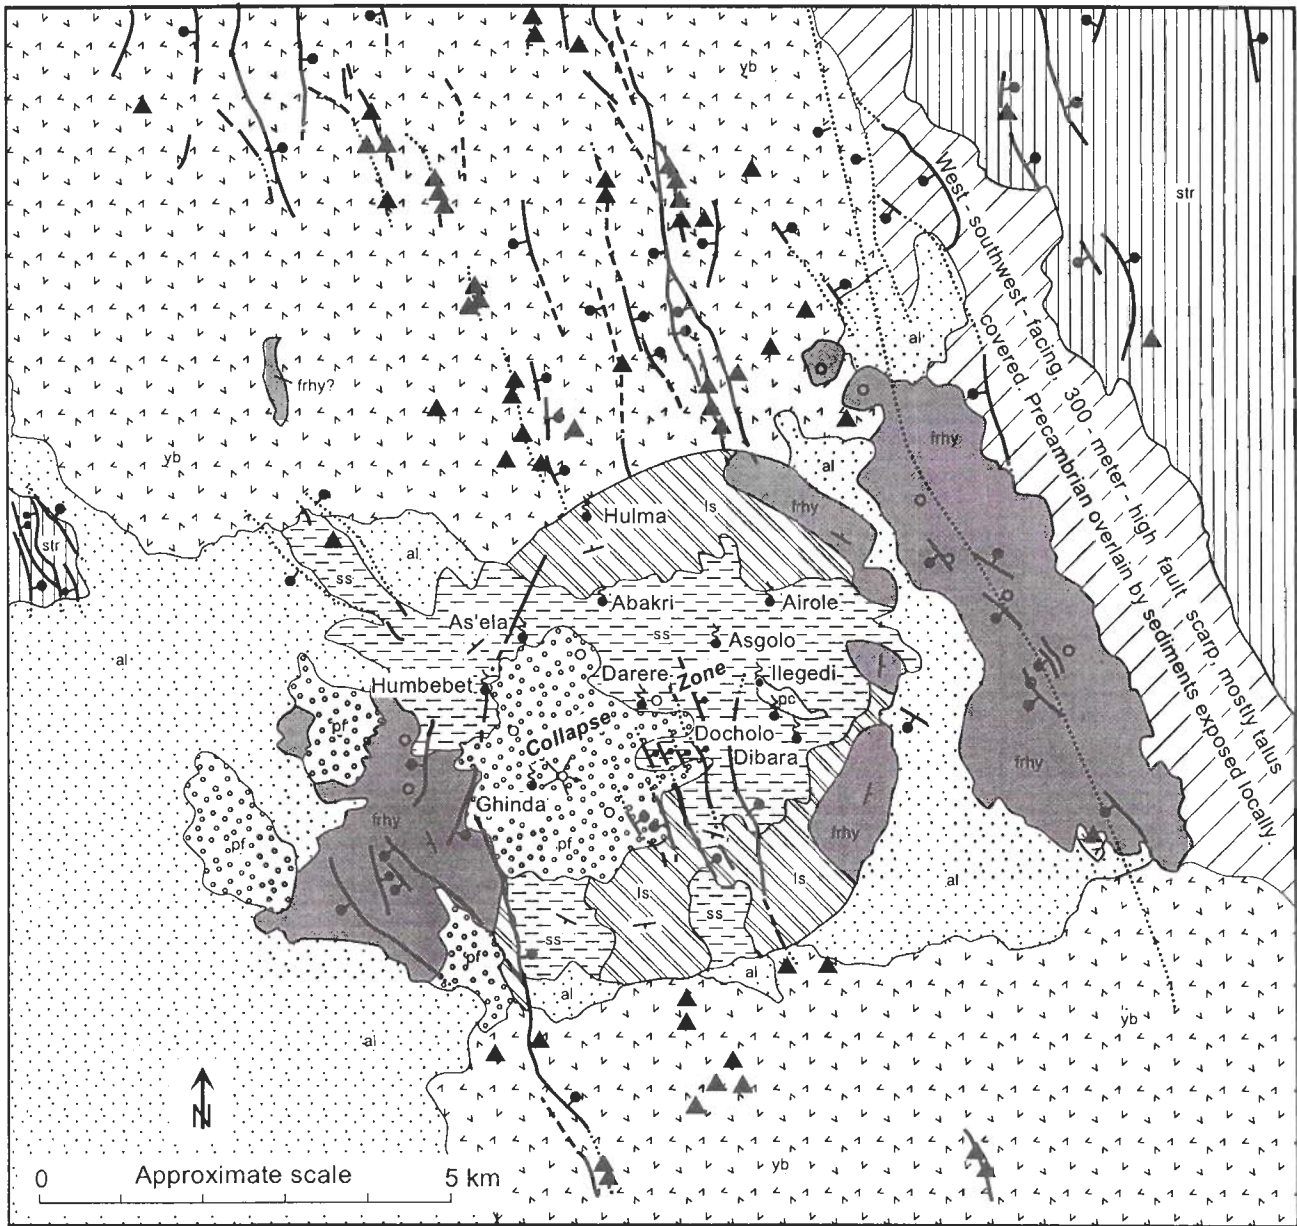 yb
str
West - southwest - facing, 300 - meter - high fault scarp, mostly talus
covered Precambrian overlain by sediments exposed locally
al
frhy?
frhy
yb
al
frhy
ls
Hulma
str
al
ss
Abakri
Airole
As'ela
ss
Asgolo
al
Darere
Zone
Ilegedi
Humbebet
pc
pf
Collapse
Docholo
Dibara
frhy
Ghinda
frhy
frhy
pf
pf
ls
al
ls
ss
ss
pf
al
al
yb
al
N
yb
0 Approximate scale 5 km